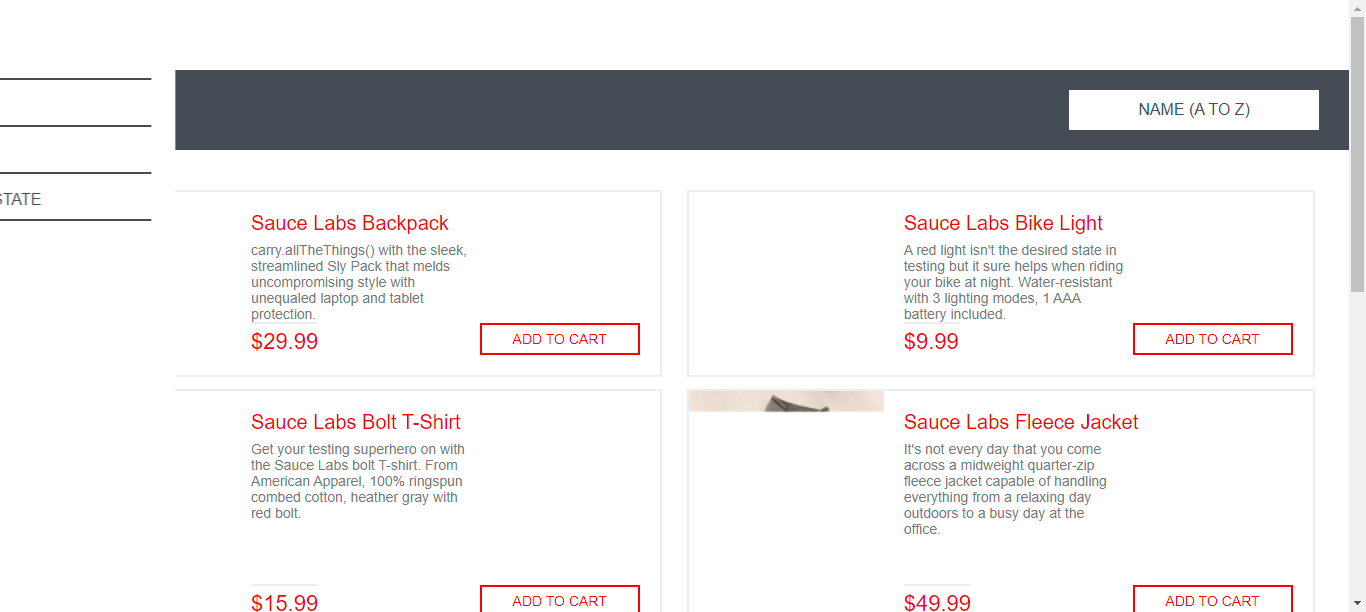 NAME (A TO Z)
STATE
Sauce Labs Backpack
carry.allTheThings() with the sleek,
streamlined Sly Pack that melds
uncompromising style with
unequaled laptop and tablet
protection.
$29.99
ADD TO CART
Sauce Labs Bike Light
A red light isn't the desired state in
testing but it sure helps when riding
your bike at night. Water-resistant
with 3 lighting modes, 1 AAA
battery included.
$9.99
ADD TO CART
Sauce Labs Bolt T-Shirt
Get your testing superhero on with
the Sauce Labs bolt T-shirt. From
American Apparel, 100% ringspun
combed cotton, heather gray with
red bolt.
$15.99
ADD TO CART
Sauce Labs Fleece Jacket
It's not every day that you come
across a midweight quarter-zip
fleece jacket capable of handling
everything from a relaxing day
outdoors to a busy day at the
office.
$49.99
ADD TO CART